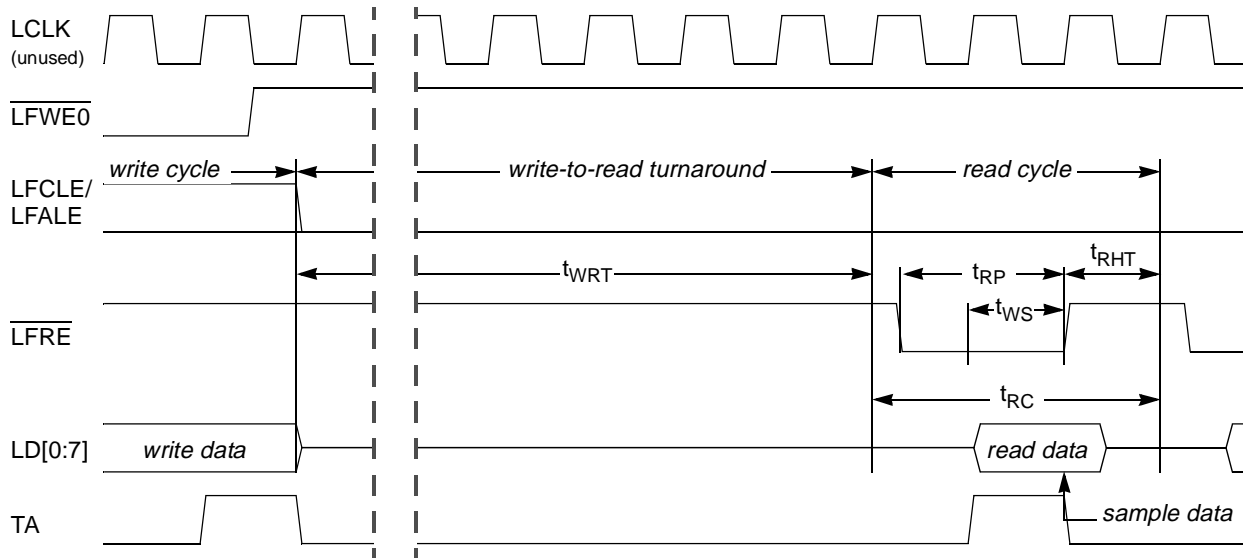 LCLK
(unused)
LFWE0
write cycle
write-to-read turnaround
read cycle
LFCLE/
LFALE
tWRT
tRP
tRHT
tWS
LFRE
tRC
LD[0:7]
write data
read data
sample data
TA